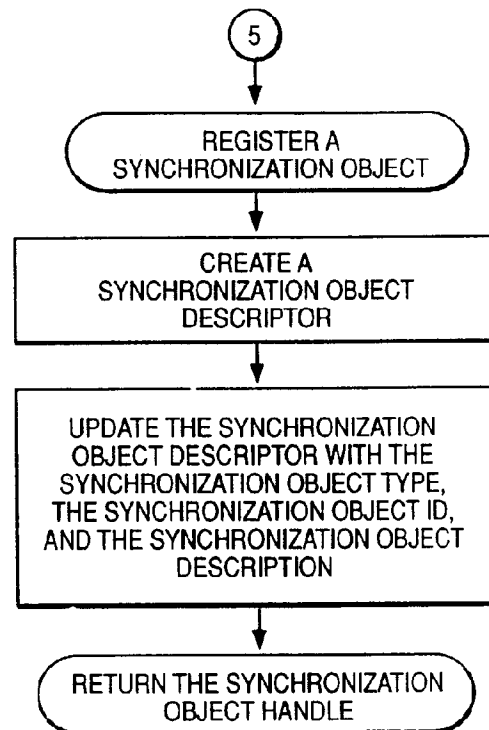 5
REGISTER A
SYNCHRONIZATION OBJECT
CREATE A
SYNCHRONIZATION OBJECT
DESCRIPTOR
UPDATE THE SYNCHRONIZATION
OBJECT DESCRIPTOR WITH THE
SYNCHRONIZATION OBJECT TYPE,
THE SYNCHRONIZATION OBJECT ID,
AND THE SYNCHRONIZATION OBJECT
DESCRIPTION
RETURN THE SYNCHRONIZATION
OBJECT HANDLE